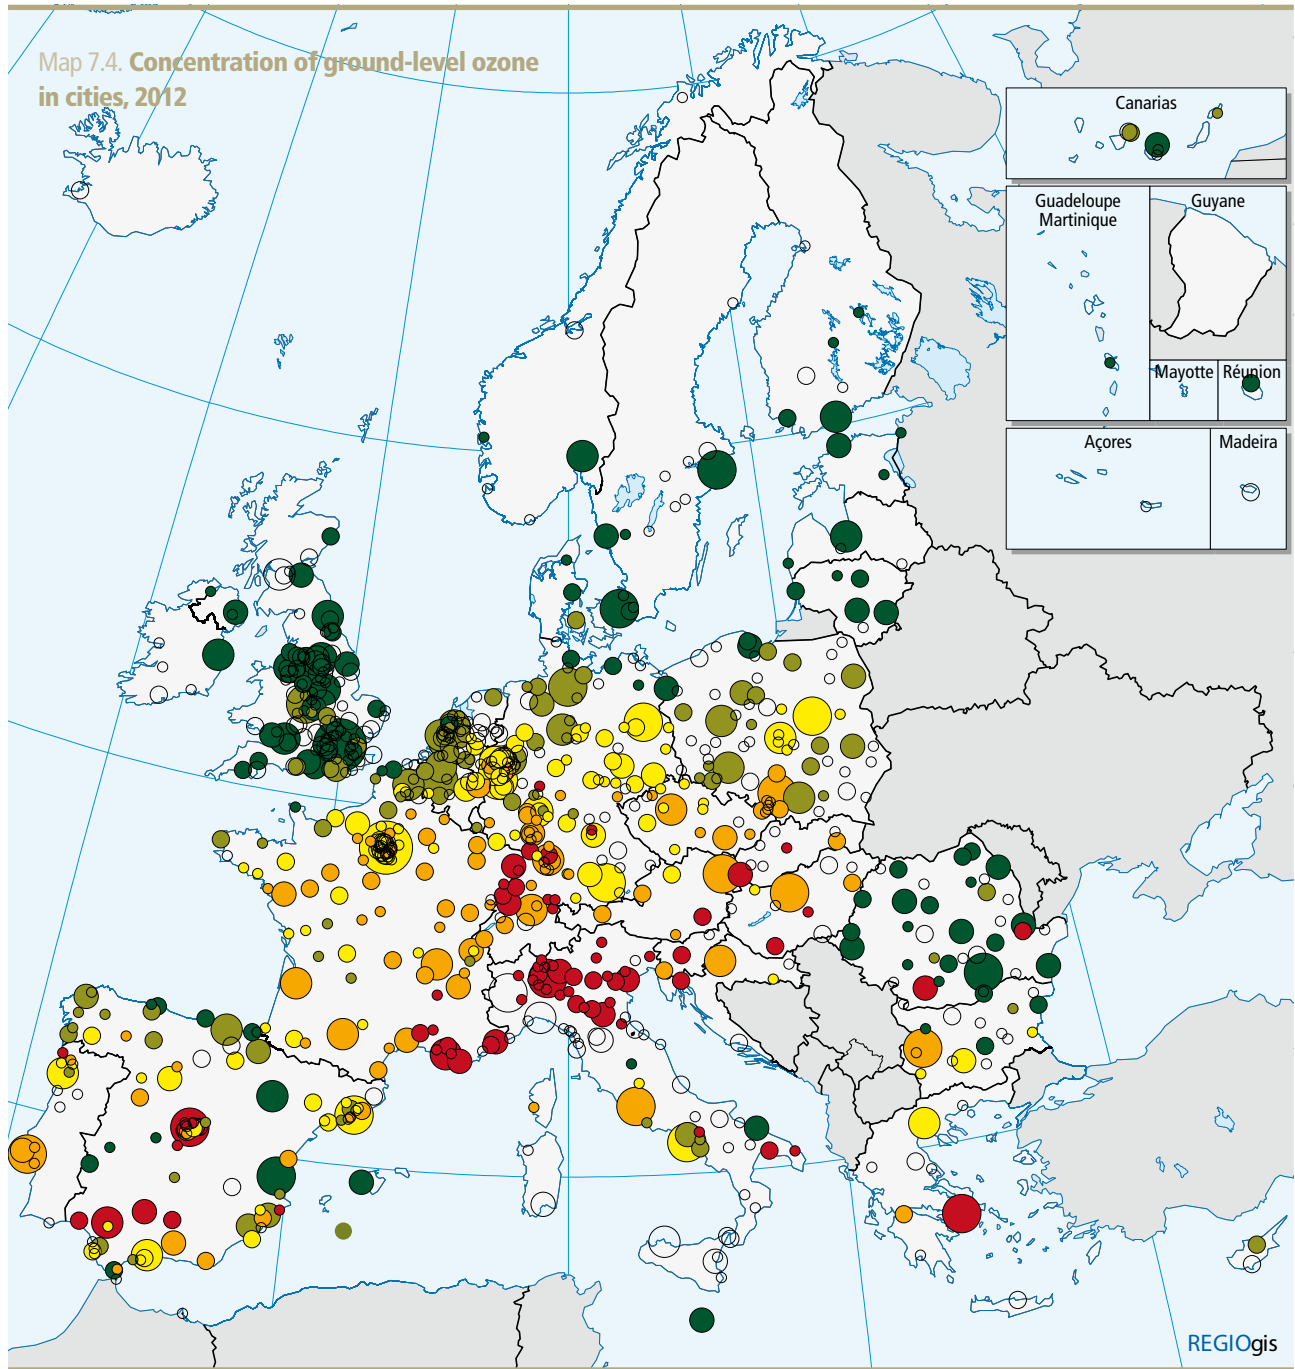 Map 7.4. Concentration of ground-level ozone
in cities, 2012
Canarias
Guadeloupe
Martinique
Guyane
Mayotte
Réunion
Açores
Madeira
REGIOgis